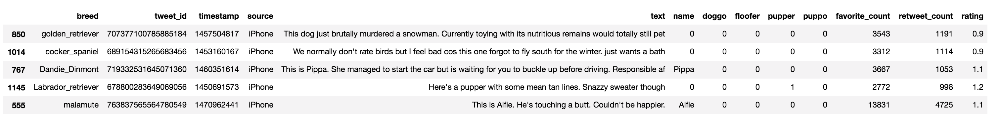 breed tweet_id timestamp source text name doggo floofer pupper puppo favorite_count retweet_count rating
850 golden_retriever 707377100785885184 1457504817 iPhone This dog just brutally murdered a snowman. Currently toying with its nutritious remains would totally still pet 0 0 0 0 0 3543 1191 0.9
1014 cocker_spaniel 689154315265683456 1453160167 iPhone We normally don't rate birds but I feel bad cos this one forgot to fly south for the winter. just wants a bath 0 0 0 0 0 3312 1114 0.9
767 Dandie_Dinmont 719332531645071360 1460351614 iPhone This is Pippa. She managed to start the car but is waiting for you to buckle up before driving. Responsible af Pippa 0 0 0 0 3667 1053 1.1
1145 Labrador_retriever 678800283649069056 1450691573 iPhone Here's a pupper with some mean tan lines. Snazzy sweater though 0 0 0 1 0 2772 998 1.2
555 malamute 763837565564780549 1470962441 iPhone This is Alfie. He's touching a butt. Couldn't be happier. Alfie 0 0 0 0 13831 4725 1.1